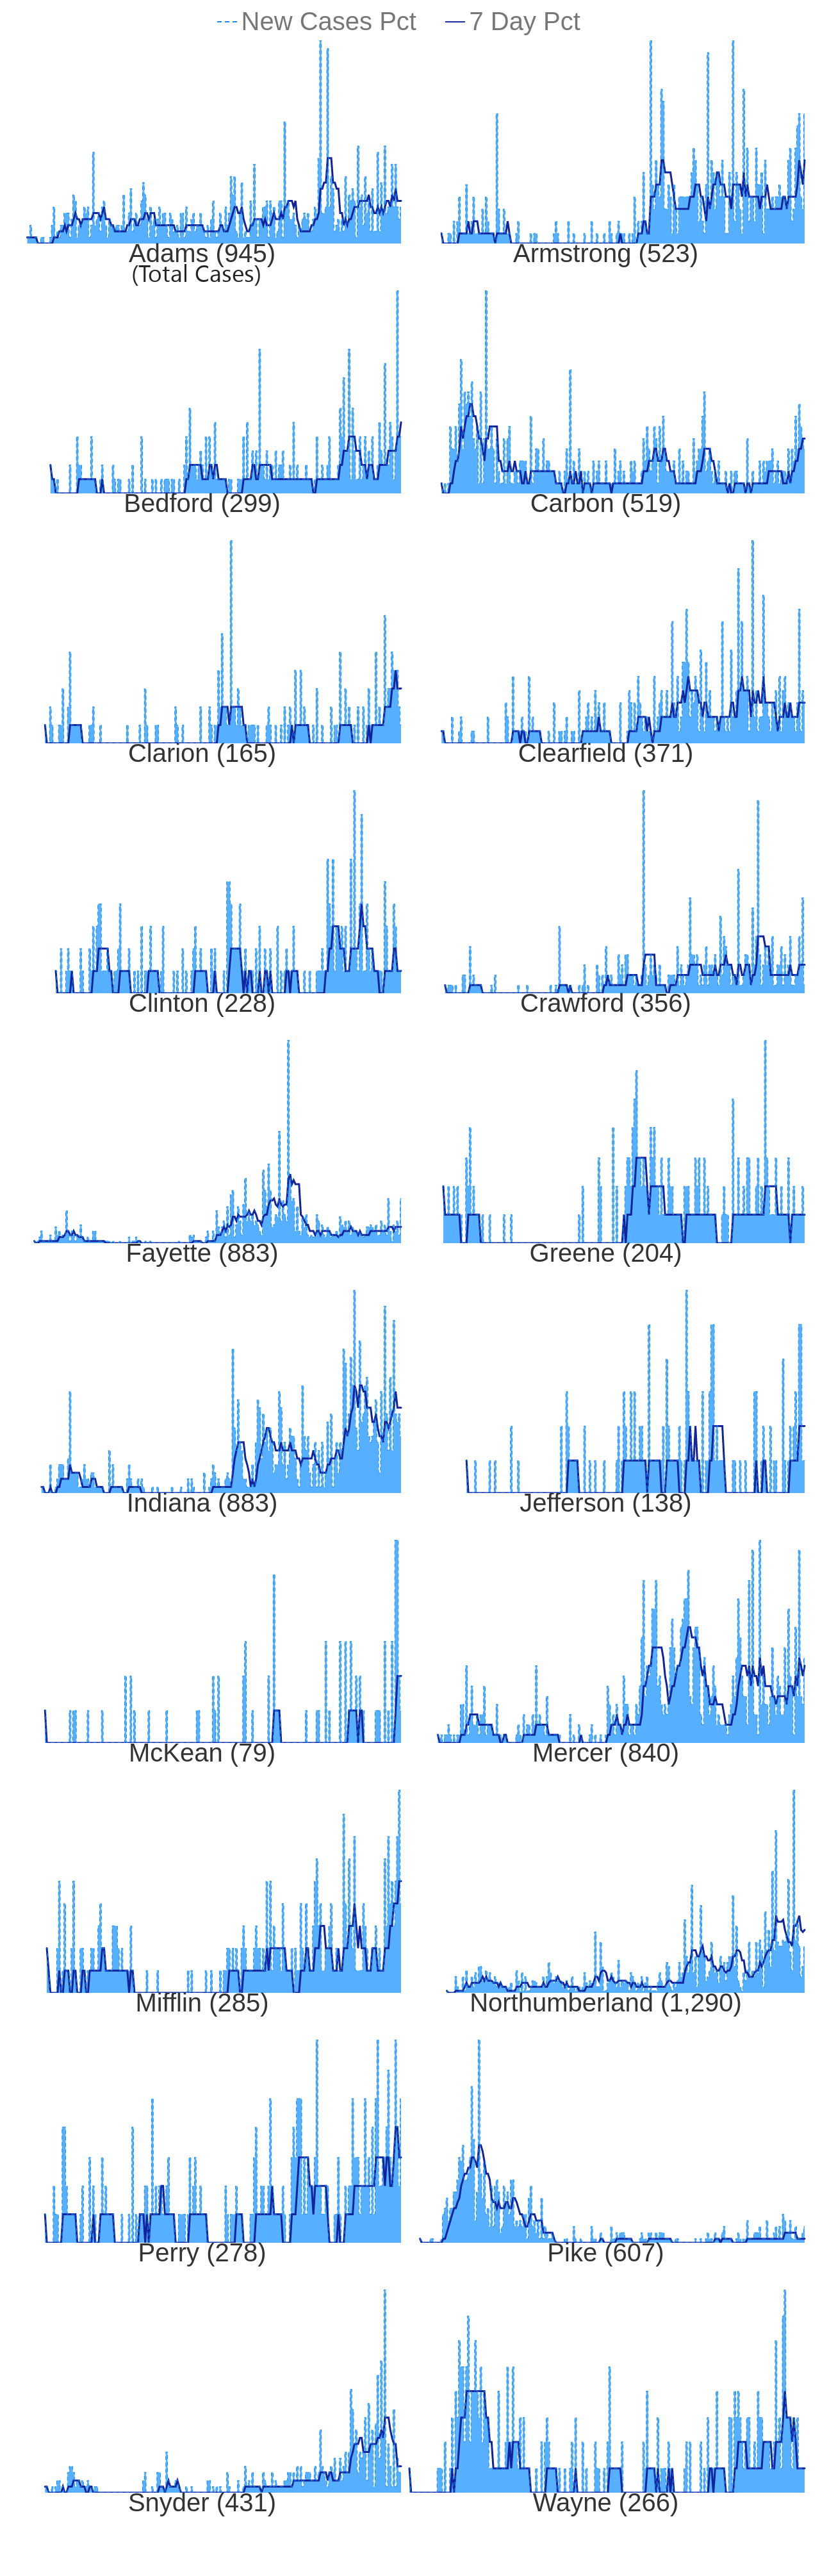 New Cases Pct 7 Day Pct
Adams (945) Armstrong (523)
(Total Cases)
Bedford (299) Carbon (519)
Clarion (165) Clearfield (371)
Clinton (228) Crawford (356)
Fayette (883) Greene (204)
Indiana (883) Jefferson (138)
McKean (79) Mercer (840)
Mifflin (285) Northumberland (1,290)
Perry (278) Pike (607)
Snyder (431) Wayne (266)